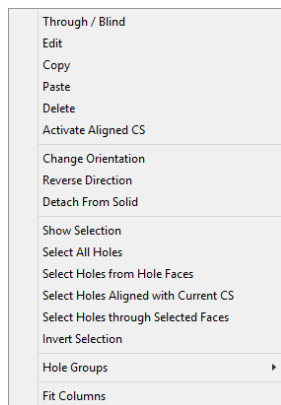 Through / Blind
Edit
Copy
Paste
Delete
Activate Aligned CS
Change Orientation
Reverse Direction
Detach From Solid
Show Selection
Select All Holes
Select Holes from Hole Faces
Select Holes Aligned with Current CS
Select Holes through Selected Faces
Invert Selection
Hole Groups
Fit Columns